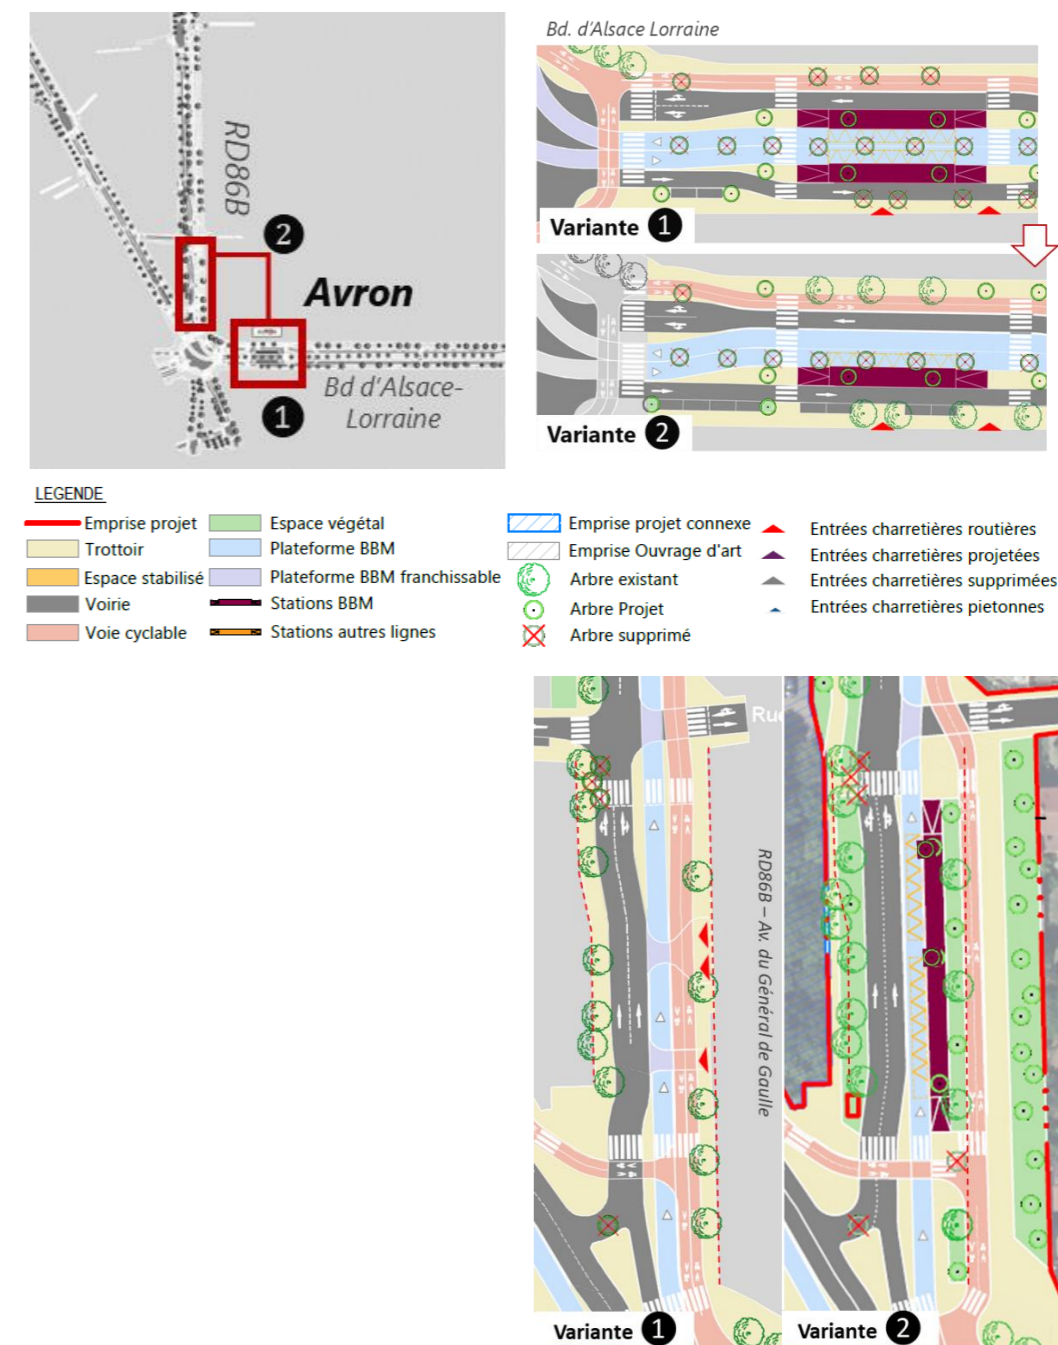 RD86B
2
Avron
Bd d'Alsace-
Lorraine
1
Bd. d'Alsace Lorraine
Variante 1
Variante 2
LEGENDE
Emprise projet
Trottoir
Espace stabilisé
Voirie
Voie cyclable
Espace végétal
Plateforme BBM
Plateforme BBM franchissable
Stations BBM
Stations autres lignes
Emprise projet connexe
Emprise Ouvrage d'art
Arbre existant
Arbre Projet
Arbre supprimé
Entrées charretières routières
Entrées charretières projetées
Entrées charretières supprimées
Entrées charretières pietonnes
Rue
RD86B – Av. du Général de Gaulle
Variante 1
Variante 2